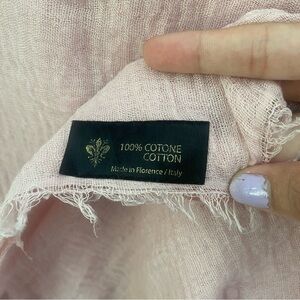 100% COTONE
COTTON
Made in Florence / Italy